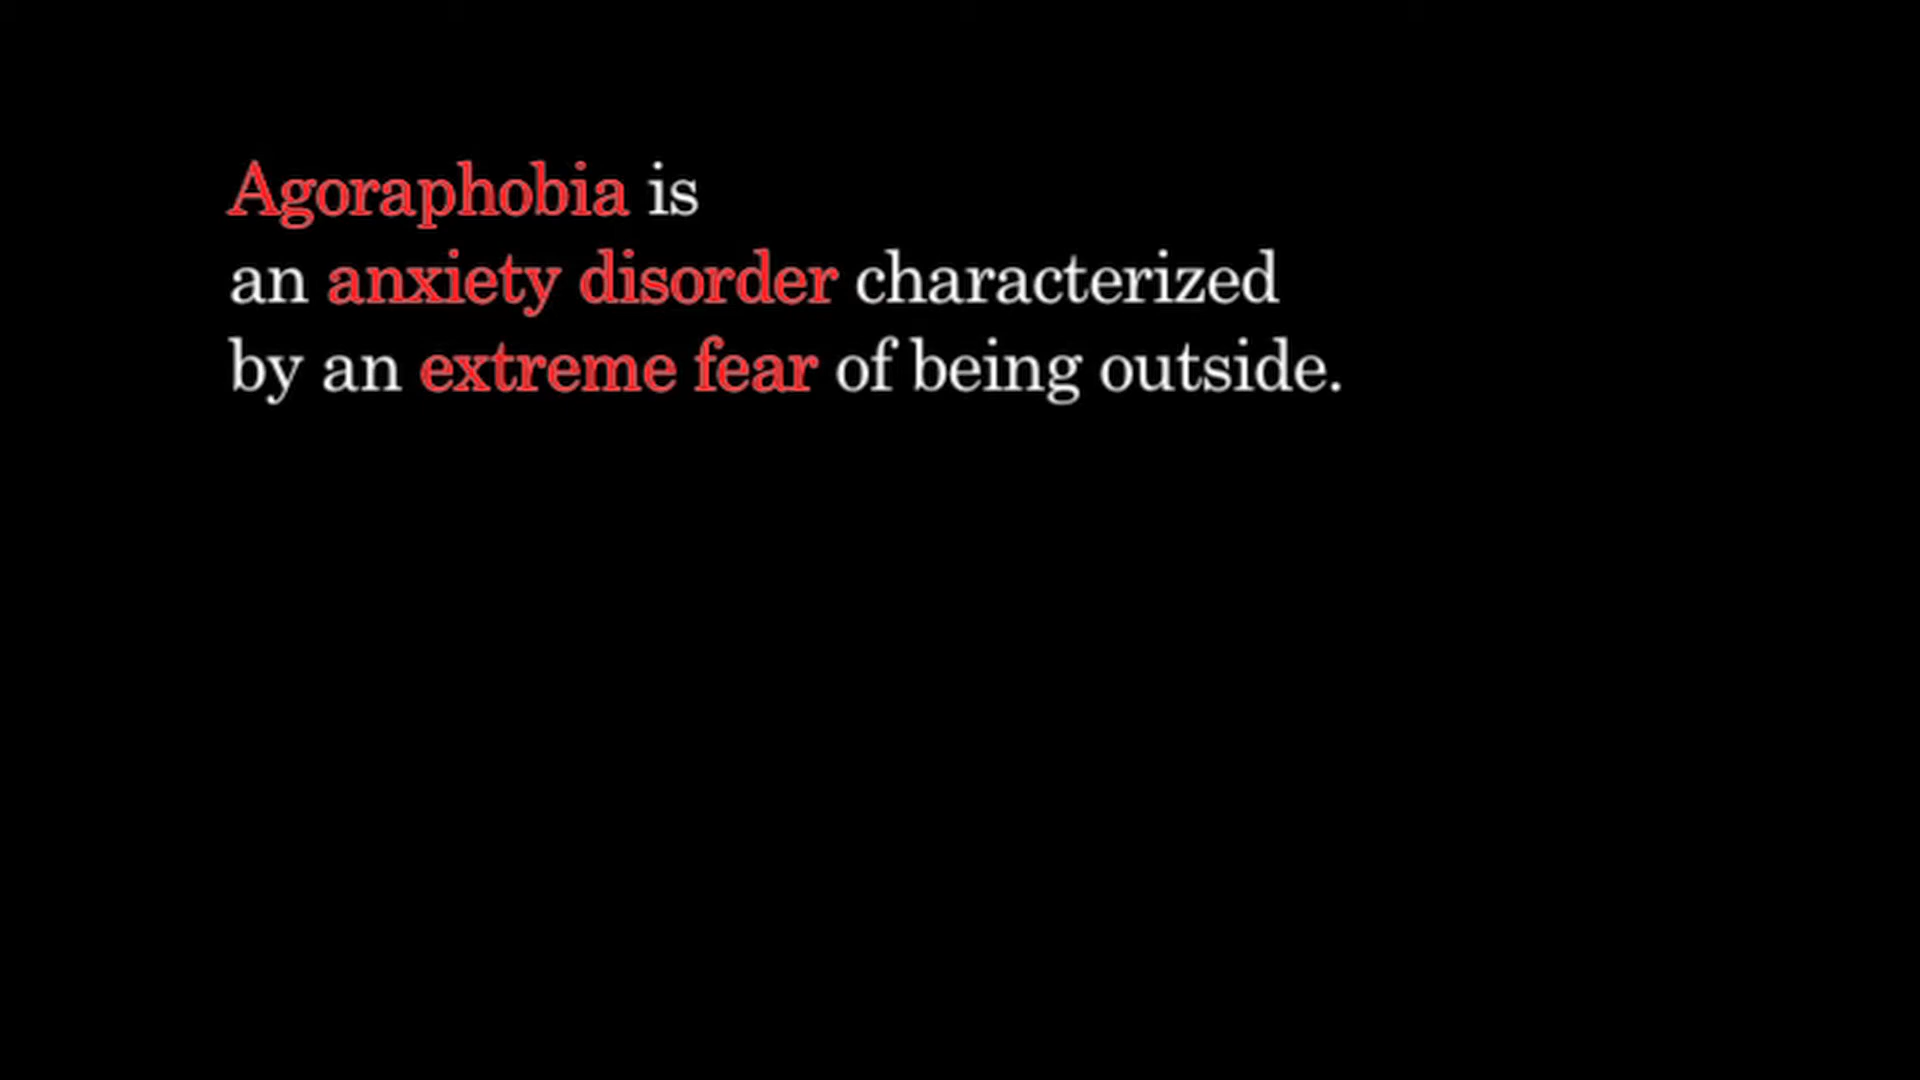 Agoraphobia is
an anxiety disorder characterized
by an extreme fear of being outside.